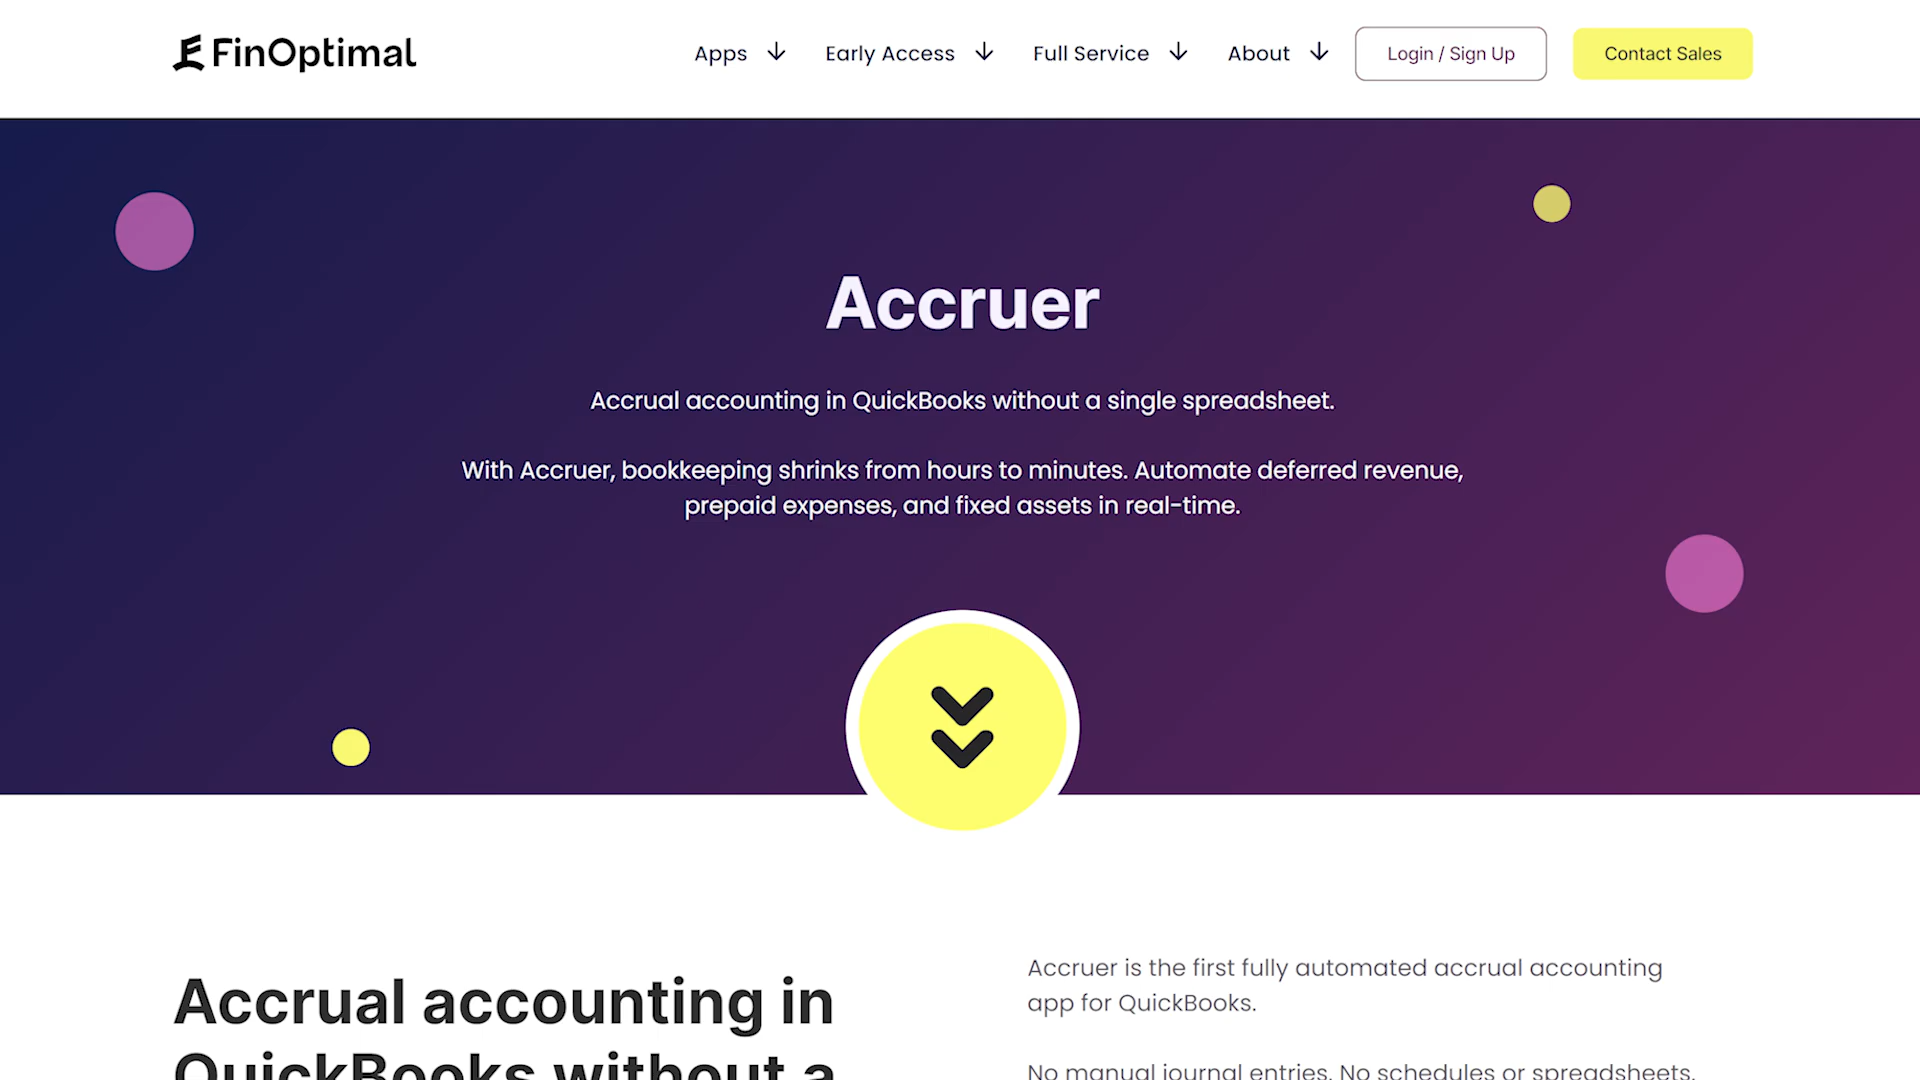 FinOptimal
Apps
Early Access
Full Service
About
Login / Sign Up
Contact Sales
Accruer
Accrual accounting in QuickBooks without a single spreadsheet.
With Accruer, bookkeeping shrinks from hours to minutes. Automate deferred revenue,
prepaid expenses, and fixed assets in real-time.
Accrual accounting in
QuickBooks without a
Accruer is the first fully automated accrual accounting
app for QuickBooks.
No manual journal entries. No schedules or spreadsheets.